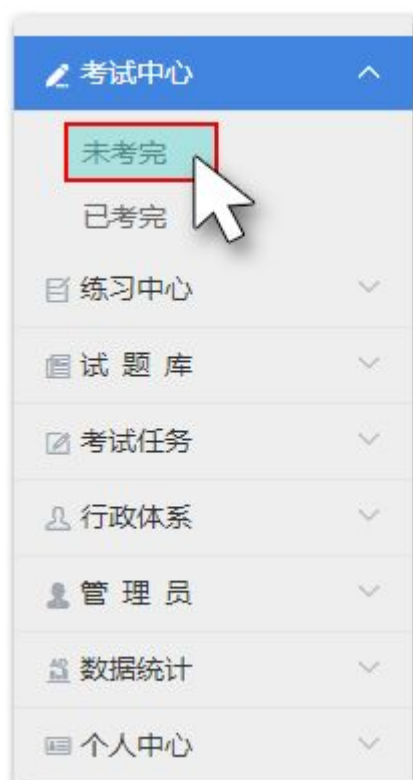 考试中心
未考完
已考完
练习中心
试 题 库
考试任务
行政体系
管 理 员
数据统计
个人中心